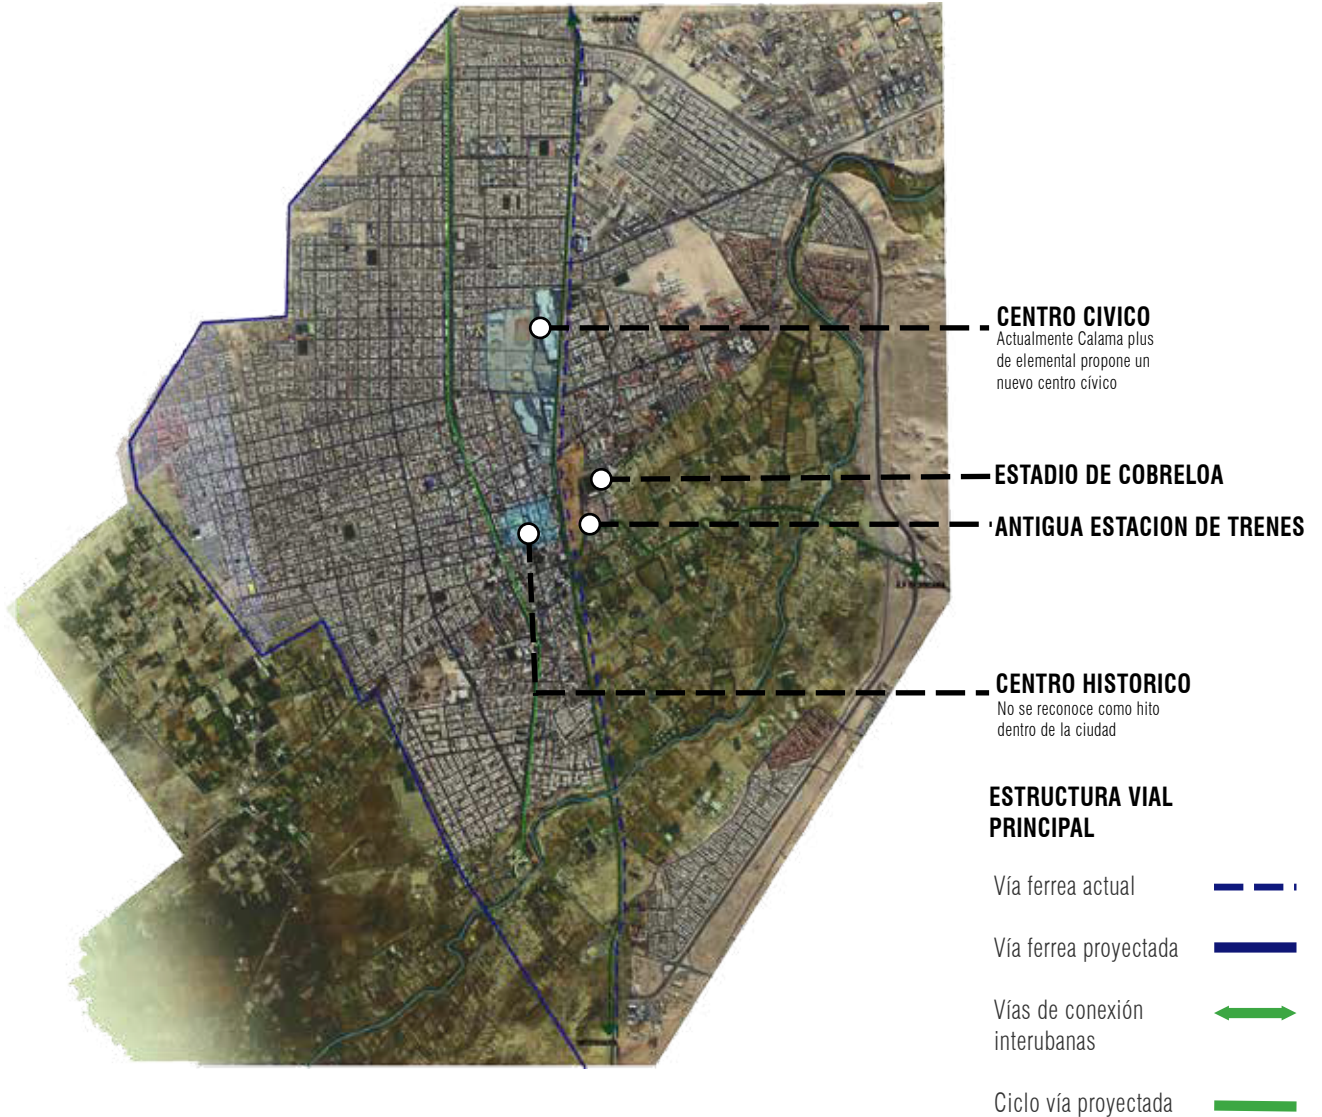 CENTRO CIVICO
Actualmente Calama plus
de elemental propone un
nuevo centro cívico
ESTADIO DE COBRELOA
ANTIGUA ESTACION DE TRENES
CENTRO HISTORICO
No se reconoce como hito
dentro de la ciudad
ESTRUCTURA VIAL
PRINCIPAL
Vía ferrea actual
Vía ferrea proyectada
Vías de conexión
interubanas
Ciclo vía proyectada